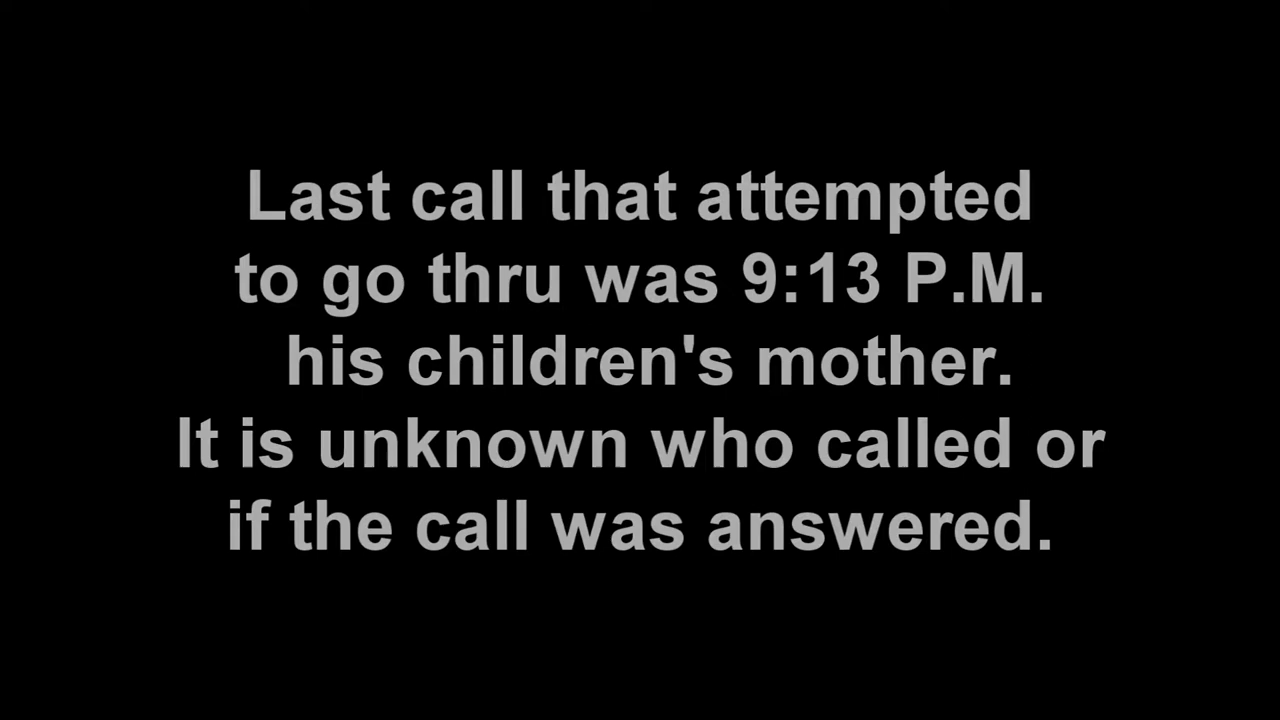 Last call that attempted
to go thru was 9:13 P.M.
his children's mother.
It is unknown who called or
if the call was answered.